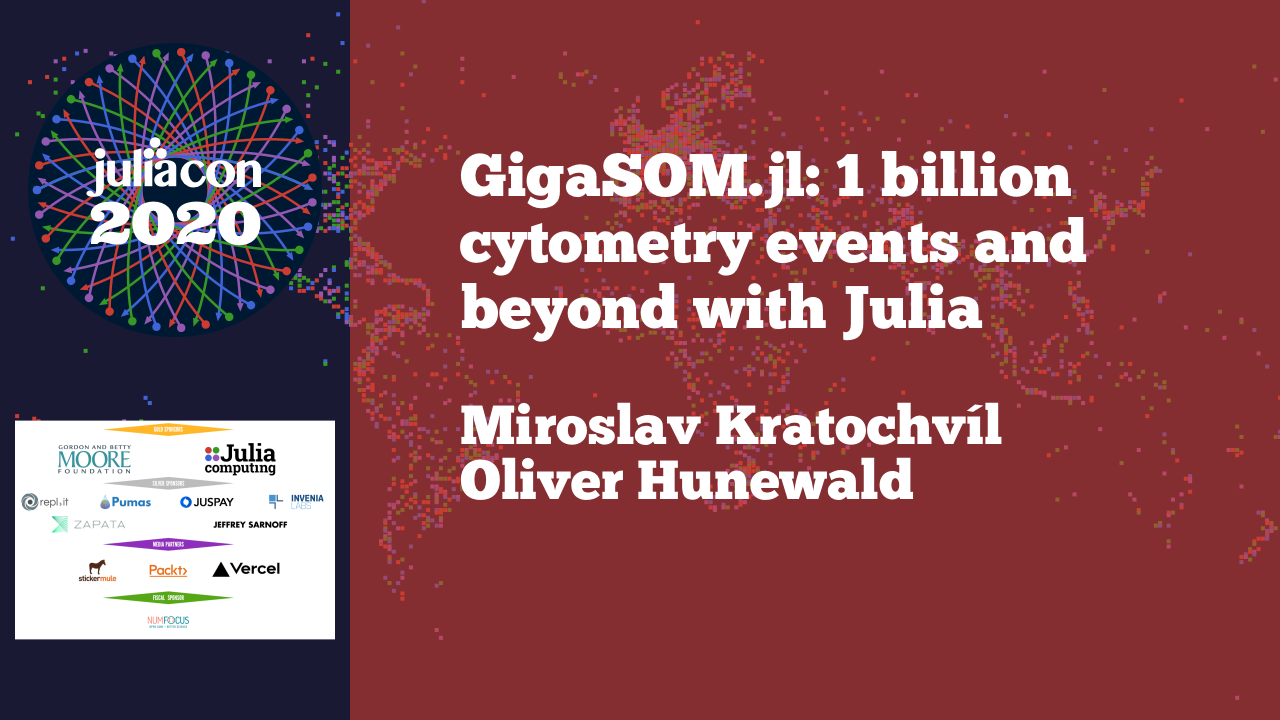 juliacon
2020
GigaSOM.jl: 1 billion
cytometry events and
beyond with Julia
Miroslav Kratochvíl
Oliver Hunewald
GOLD SPONSORS
GORDON AND BETTY
MOORE
FOUNDATION
Julia
computing
SILVER SPONSORS
repl.it
Pumas
JUSPAY
INVENIA
LABS
ZAPATA
JEFFREY SARNOFF
MEDIA PARTNERS
stickermule
Packt>
Vercel
FISCAL SPONSOR
NUMFOCUS